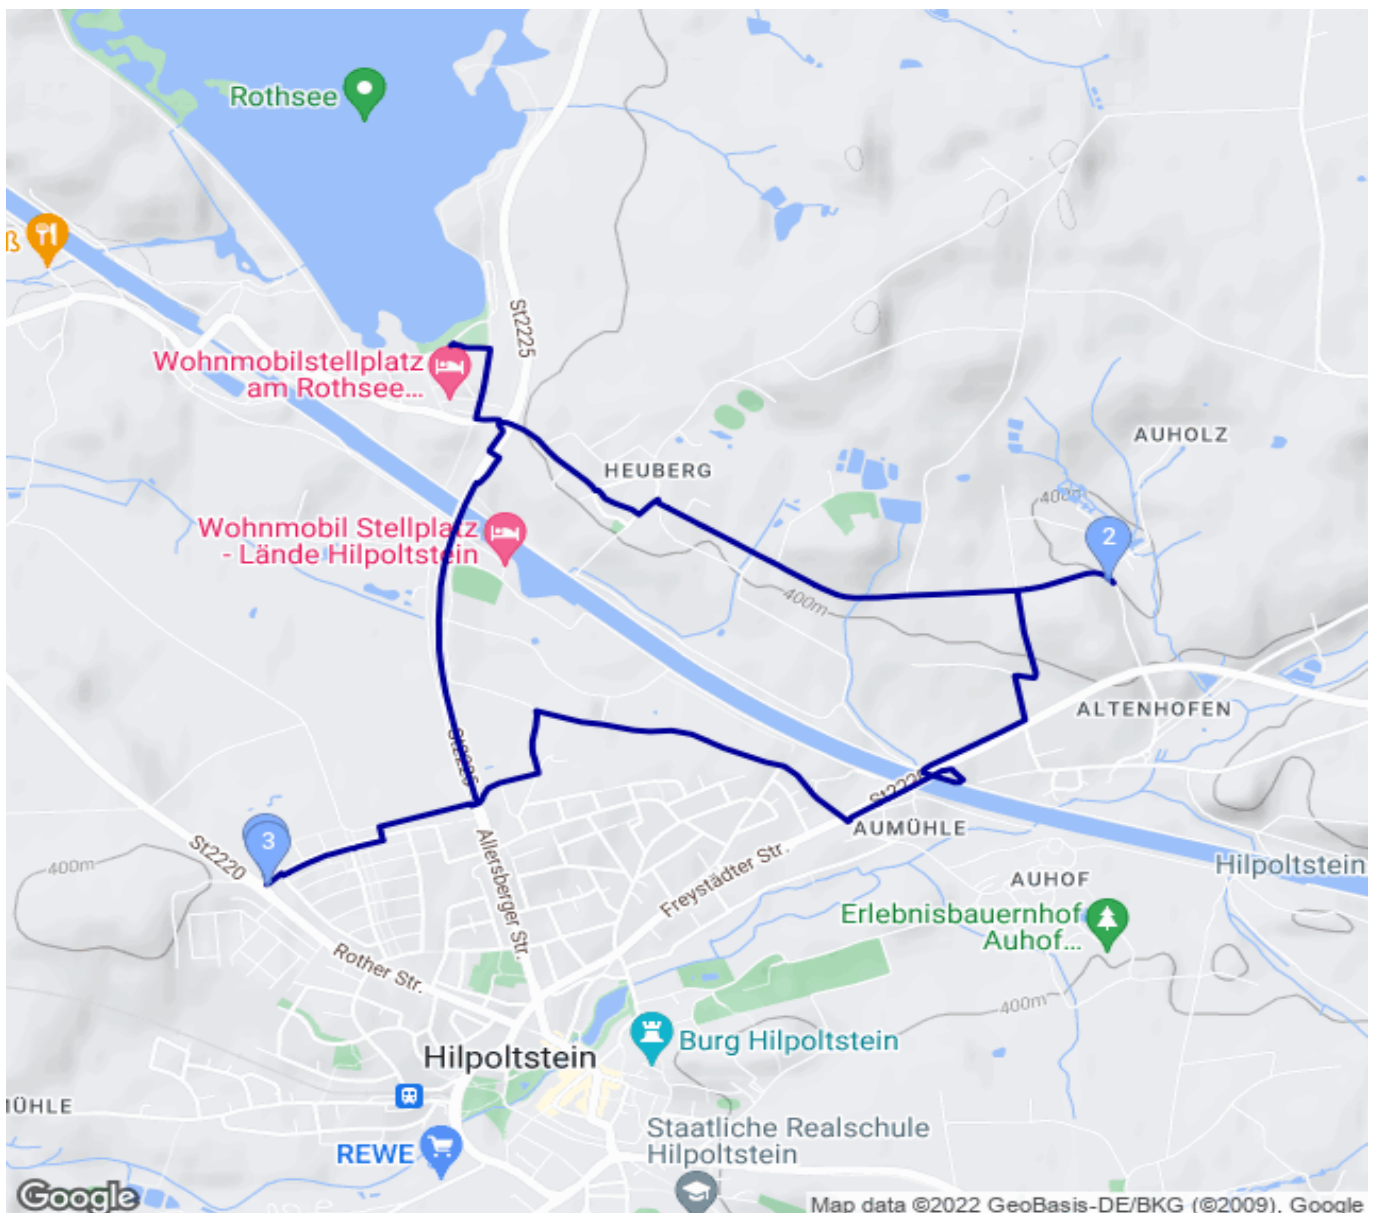 Rothsee
ß
St2225
Wohnmobilstellplatz
am Rothsee...
AUHOLZ
HEUBERG
400m
Wohnmobil Stellplatz
- Lände Hilpoltstein
2
400m
ALTENHOFEN
St2225
St2220
AUMÜHLE
3
St2220
400m
Allersberger Str.
Freystädter Str.
Hilpoltstein
AUHOF
Erlebnisbauernhof
Auhof...
Rother Str.
400m
Burg Hilpoltstein
Hilpoltstein
ÜHLE
REWE
Staatliche Realschule
Hilpoltstein
Google
Map data ©2022 GeoBasis-DE/BKG (©2009), Google